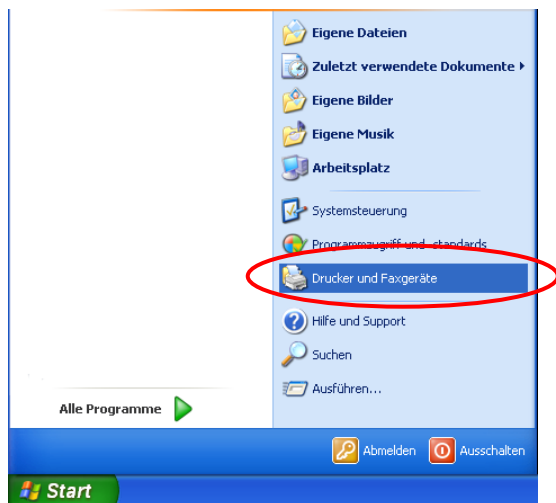 Eigene Dateien
Zuletzt verwendete Dokumente
Eigene Bilder
Eigene Musik
Arbeitsplatz
Systemsteuerung
Programmzugriff und -standards
Drucker und Faxgeräte
Hilfe und Support
Suchen
Ausführen...
Alle Programme
Abmelden Ausschalten
Start